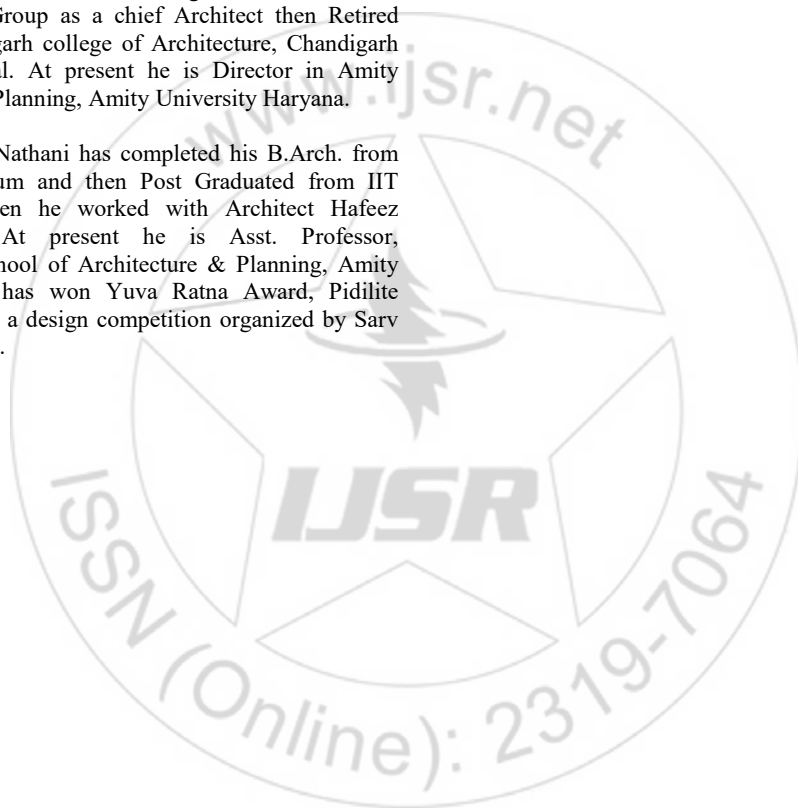 Group as a chief Architect then Retired
garh college of Architecture, Chandigarh
al. At present he is Director in Amity
Planning, Amity University Haryana.
Nathani has completed his B.Arch. from
um and then Post Graduated from IIT
en he worked with Architect Hafeez
At present he is Asst. Professor,
hool of Architecture & Planning, Amity
has won Yuva Ratna Award, Pidilite
a design competition organized by Sarv
.
www.ijsr.net
IJSR
ISSN (Online): 2319-7064